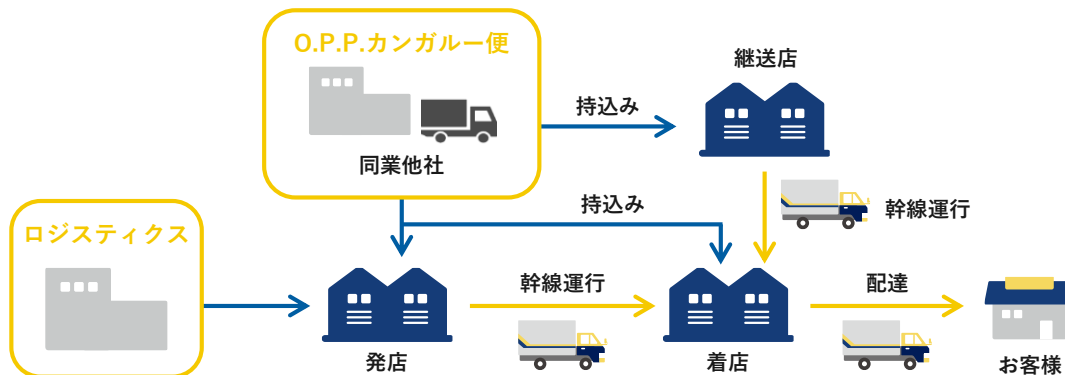 O.P.P.カンガルー便
同業他社
持込み
継送店
持込み
幹線運行
ロジスティクス
発店
幹線運行
着店
配達
お客様